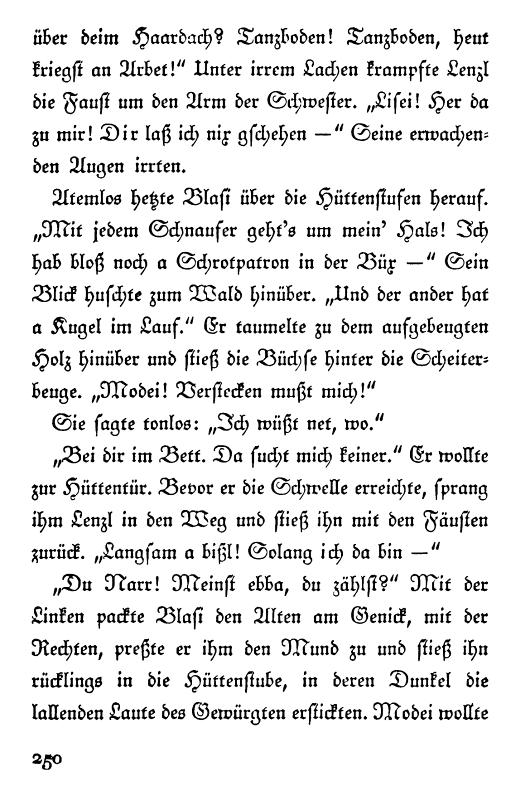 über deim Haardach? Tanzboden! Tanzboden, heut
kriegst an Arbet!“ Unter irrem Lachen krampfte Lenzl
die Faust um den Arm der Schwester. „Lisei! Her da
zu mir! Dir laß ich nix gschehen —“ Seine erwachen-
den Augen irrten.
Atemlos hetzte Blasi über die Hüttenstufen herauf.
„Mit jedem Schnaufer geht's um mein' Hals! Ich
hab bloß noch a Schrotpatron in der Büx —“ Sein
Blick huschte zum Wald hinüber. „Und der ander hat
a Kugel im Lauf.“ Er taumelte zu dem aufgebeugten
Holz hinüber und stieß die Büchse hinter die Scheiter-
beuge. „Modei! Verstecken mußt mich!“
Sie sagte tonlos: „Ich wüßt net, wo.“
„Bei dir im Bett. Da sucht mich keiner.“ Er wollte
zur Hüttentür. Bevor er die Schwelle erreichte, sprang
ihm Lenzl in den Weg und stieß ihn mit den Fäusten
zurück. „Langsam a bißl! Solang ich da bin —“
„Du Narr! Meinst ebba, du zählst?“ Mit der
Linken packte Blasi den Alten am Genick, mit der
Rechten, preßte er ihm den Mund zu und stieß ihn
rücklings in die Hüttenstube, in deren Dunkel die
lallenden Laute des Gewürgten erstickten. Modei wollte
250